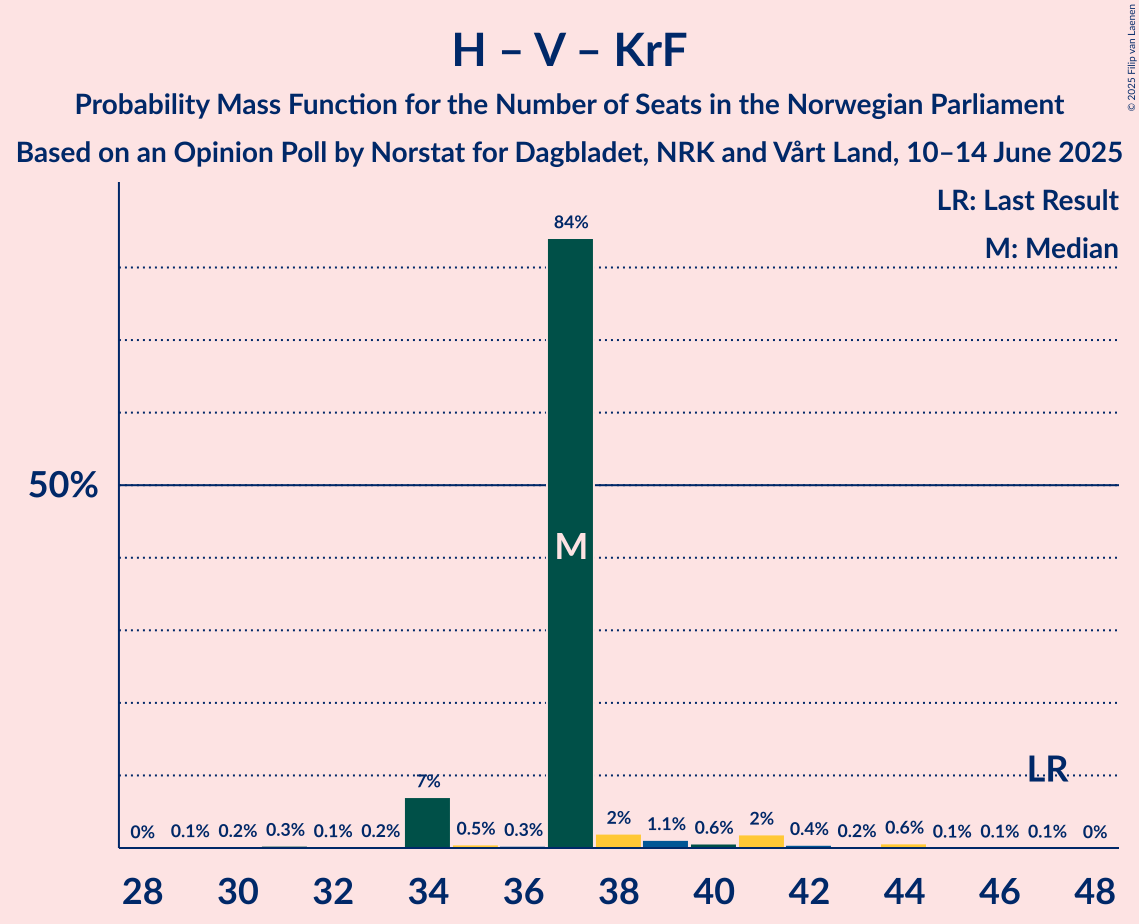 H – V – KrF
Probability Mass Function for the Number of Seats in the Norwegian Parliament
Based on an Opinion Poll by Norstat for Dagbladet, NRK and Vårt Land, 10–14 June 2025
© 2025 Filip van Laenen
LR: Last Result
M: Median
84%
50%
M
LR
7%
0% 0.1% 0.2% 0.3% 0.1% 0.2% 0.5% 0.3% 2% 1.1% 0.6% 2% 0.4% 0.2% 0.6% 0.1% 0.1% 0.1% 0%
28 30 32 34 36 38 40 42 44 46 48